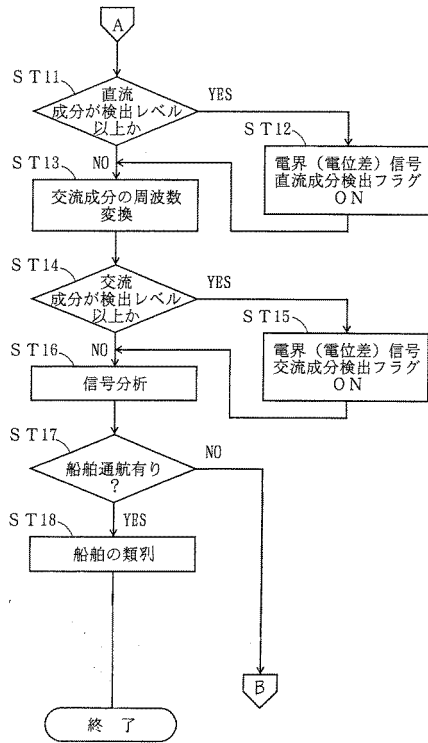 A
ST11
直流
成分が検出レベル
以上か
YES
NO
ST12
電界(電位差)信号
直流成分検出フラグ
ON
ST13
交流成分の周波数
変換
ST14
交流
成分が検出レベル
以上か
YES
NO
ST15
電界(電位差)信号
交流成分検出フラグ
ON
ST16
信号分析
ST17
船舶通航有り
?
NO
YES
ST18
船舶の類別
B
終 了